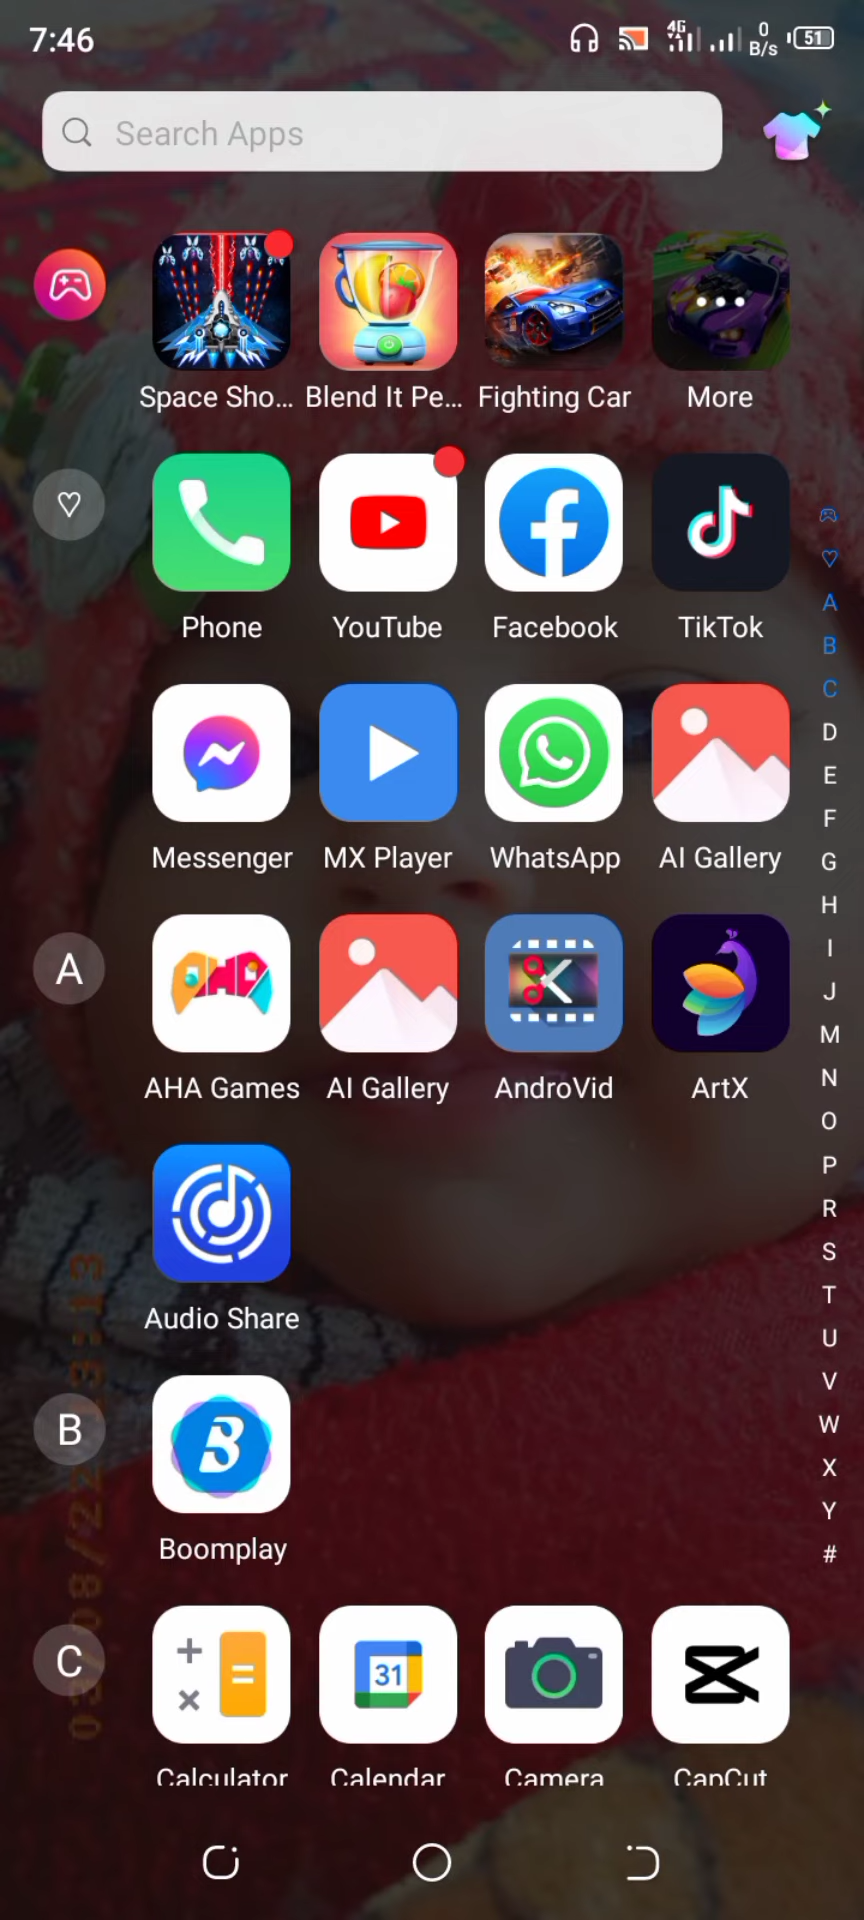 7:46
4G
0
B/s
51
Search Apps
Space Sho... Blend It Pe... Fighting Car More
Phone YouTube Facebook TikTok
Messenger MX Player WhatsApp AI Gallery
A
AHA Games AI Gallery AndroVid ArtX
Audio Share
B
B
Boomplay
C
31
Calculator Calendar Camera CapCut
A
B
C
D
E
F
G
H
I
J
M
N
O
P
R
S
T
U
V
W
X
Y
#